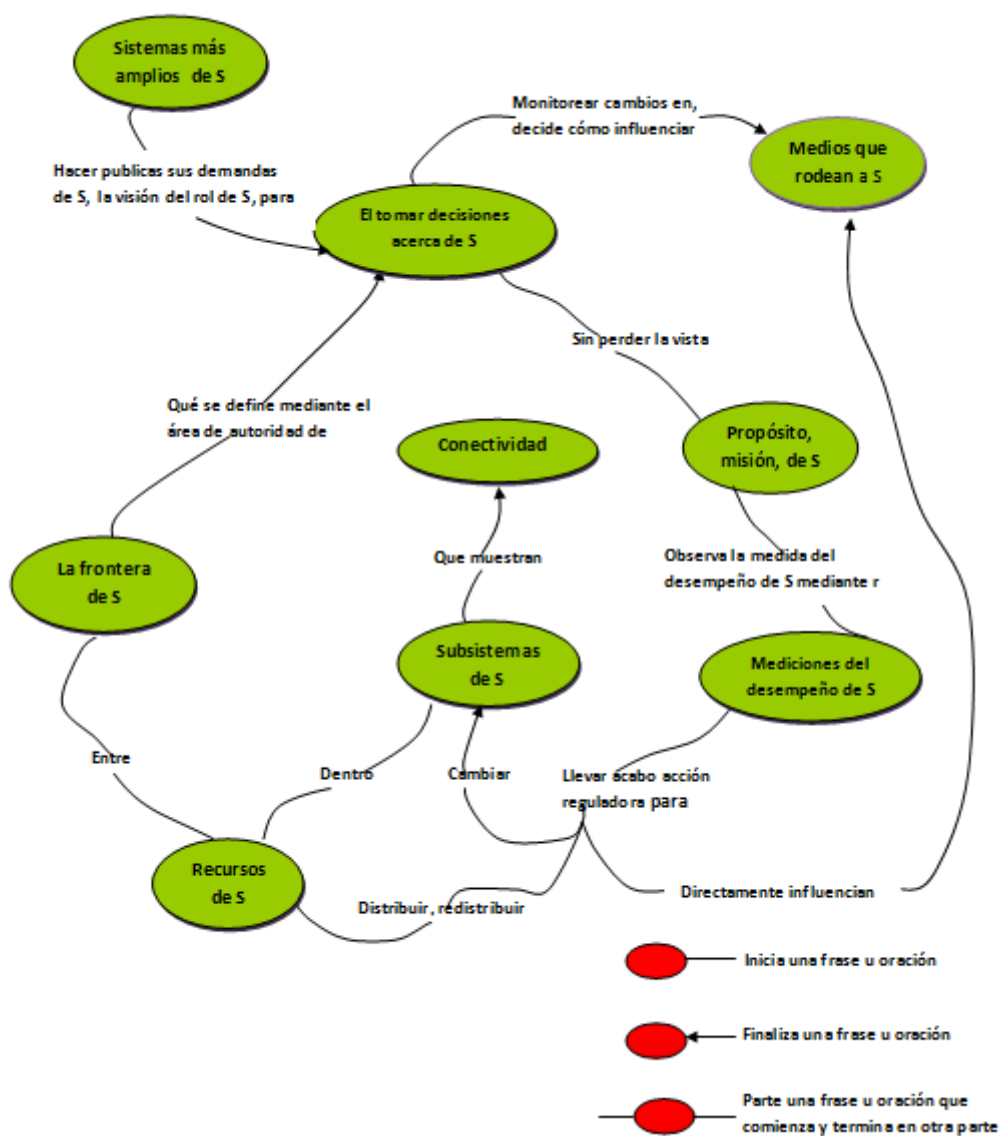 Sistemas más
amplios de S
Monitorear cambios en,
decide cómo influenciar
Medios que
rodean a S
Hacer publicas sus demandas
de S, la visión del rol de S, para
El tomar decisiones
acerca de S
Sin perder la vista
Qué se define mediante el
área de autoridad de
Conectividad
Propósito,
misión, de S
Que muestran
Observa la medida del
desempeño de S mediante r
La frontera
de S
Subsistemas
de S
Mediciones del
desempeño de S
Entre
Dentro
Cambiar
Llevar ácabo acción
reguladora para
Recursos
de S
Distribuir, redistribuir
Directamente influencian
Inicia una frase u oración
Finaliza una frase u oración
Parte una frase u oración que
comienza y termina en otra parte